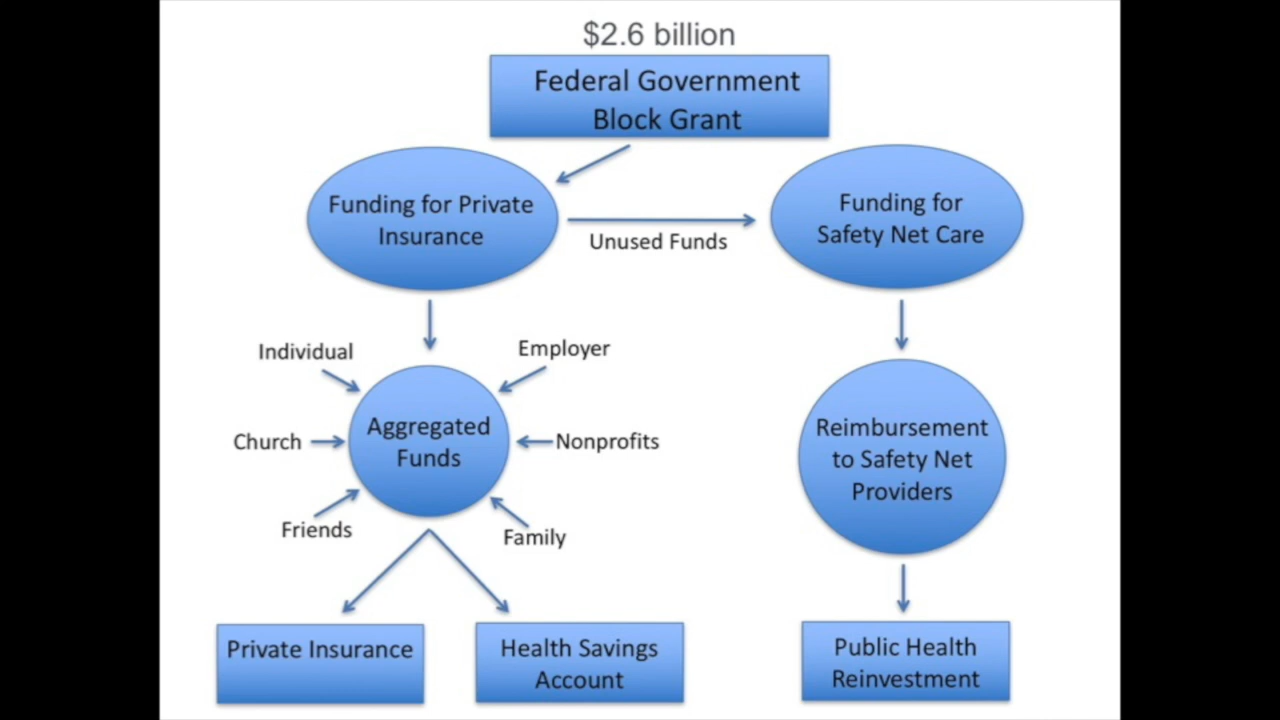 $2.6 billion
Federal Government
Block Grant
Funding for Private
Insurance
Unused Funds
Funding for
Safety Net Care
Individual
Employer
Church
Aggregated
Funds
Nonprofits
Friends
Family
Reimbursement
to Safety Net
Providers
Private Insurance
Health Savings
Account
Public Health
Reinvestment